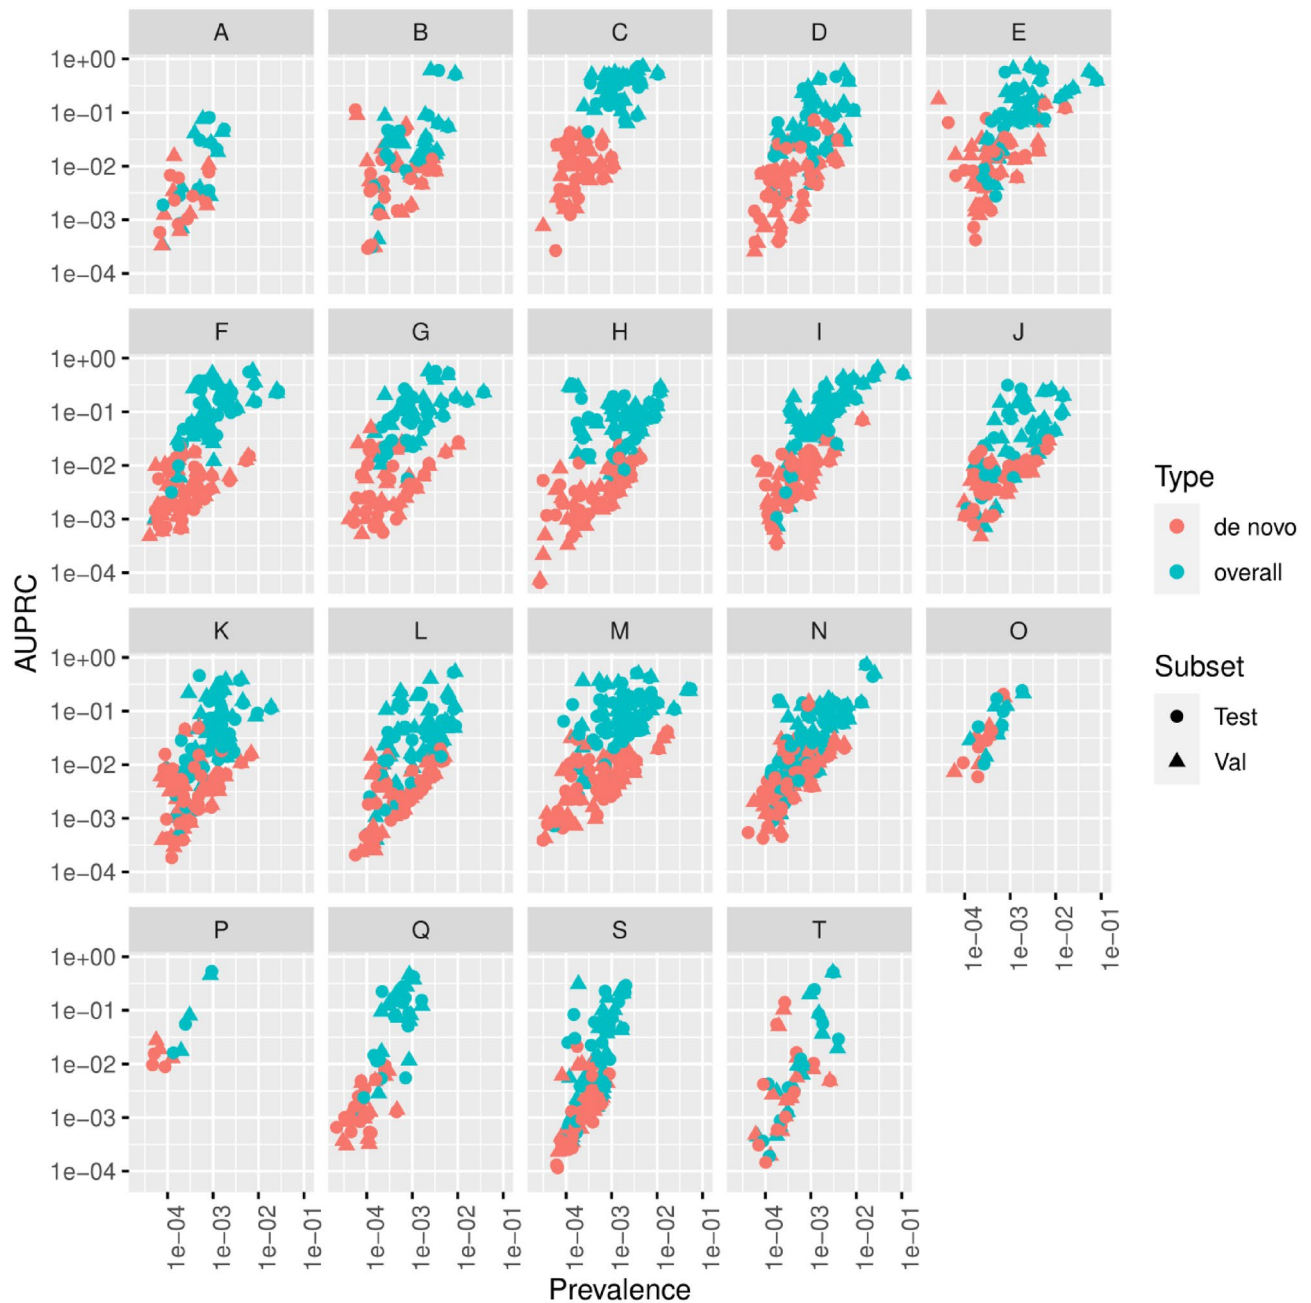 A B C D E
1e+00
1e−01
1e−02
1e−03
1e−04
F G H I J
1e+00
1e−01
1e−02
1e−03
1e−04
K L M N O
1e+00
1e−01
1e−02
1e−03
1e−04
1e−04 1e−03 1e−02 1e−01
P Q S T
1e+00
1e−01
1e−02
1e−03
1e−04
1e−04 1e−03 1e−02 1e−01 1e−04 1e−03 1e−02 1e−01 1e−04 1e−03 1e−02 1e−01 1e−04 1e−03 1e−02 1e−01
Prevalence
AUPRC
Type
de novo
overall
Subset
Test
Val